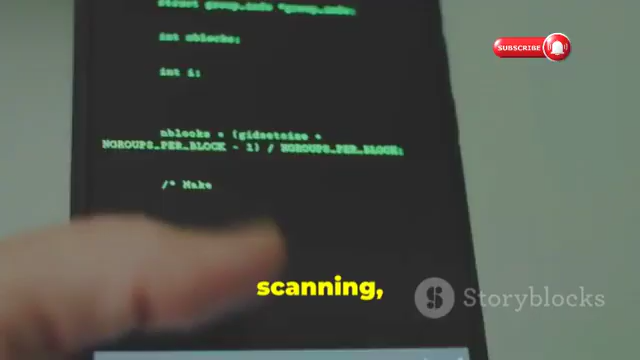 struct group_info *group_info;
SUBSCRIBE
int nblocks;
int i;
nblocks = (gidsetsize +
NGROUPS_PER_BLOCK - 1) / NGROUPS_PER_BLOCK;
/* Make
scanning,
Storyblocks